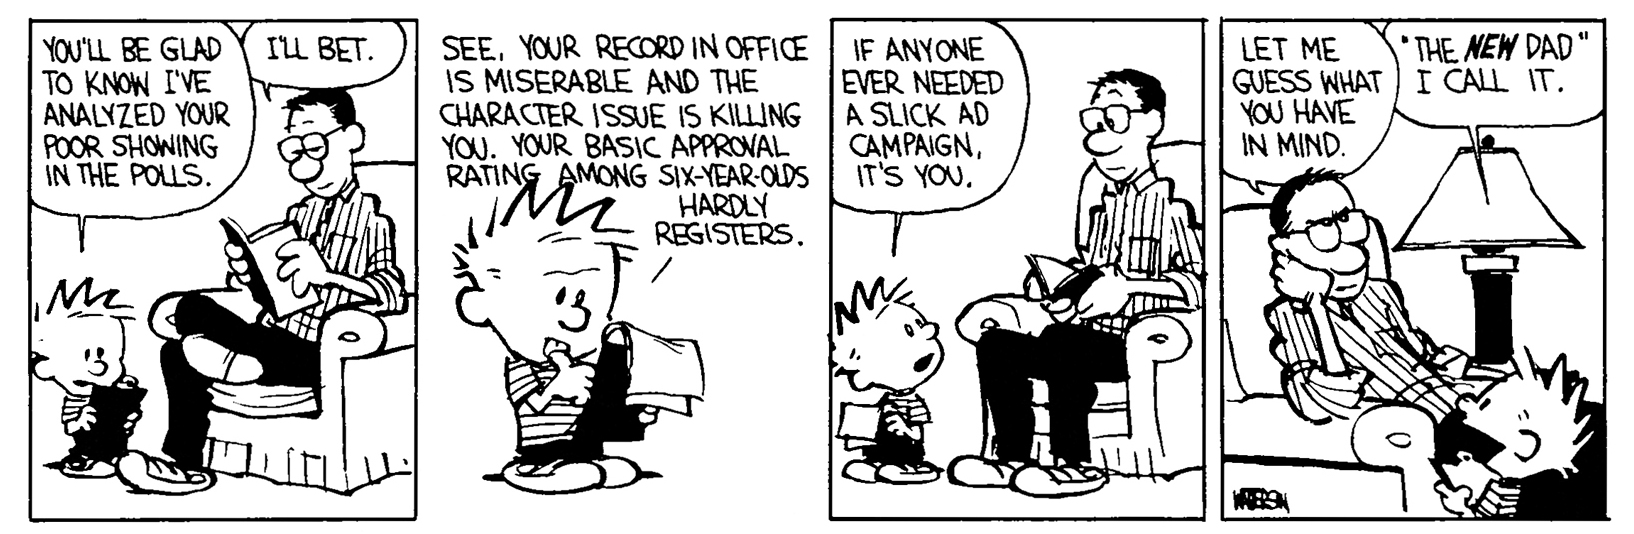 YOU'LL BE GLAD
TO KNOW I'VE
ANALYZED YOUR
POOR SHOWING
IN THE POLLS.
I'LL BET.
SEE, YOUR RECORD IN OFFICE
IS MISERABLE AND THE
CHARACTER ISSUE IS KILLING
YOU. YOUR BASIC APPROVAL
RATING AMONG SIX-YEAR-OLDS
HARDLY
REGISTERS.
IF ANYONE
EVER NEEDED
A SLICK AD
CAMPAIGN,
IT'S YOU.
LET ME
GUESS WHAT
YOU HAVE
IN MIND.
"THE NEW DAD"
I CALL IT.
WATTERSON